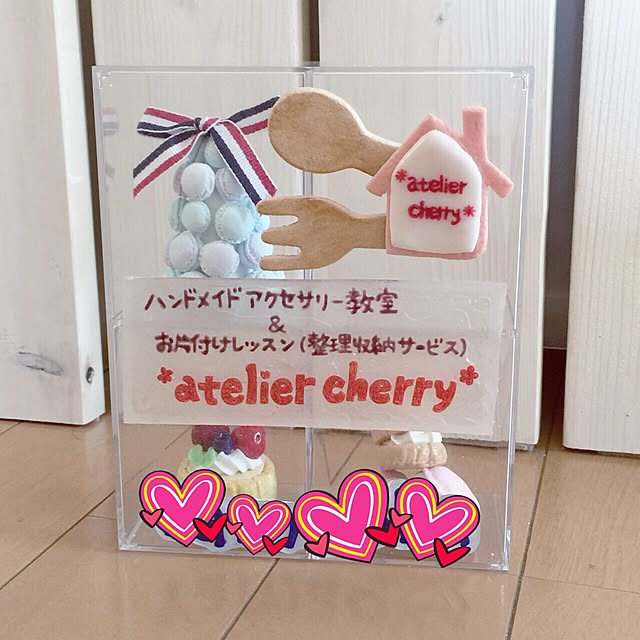 *atelier
cherry*
ハンドメイド アクセサリー教室
&
お片付けレッスン(整理収納サービス)
*atelier cherry*